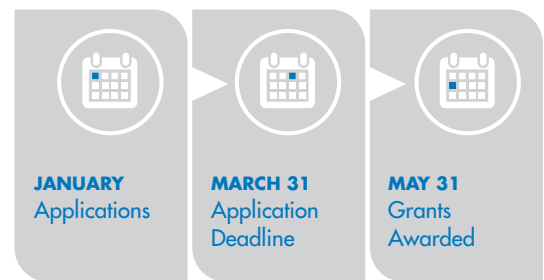 JANUARY
Applications
MARCH 31
Application
Deadline
MAY 31
Grants
Awarded